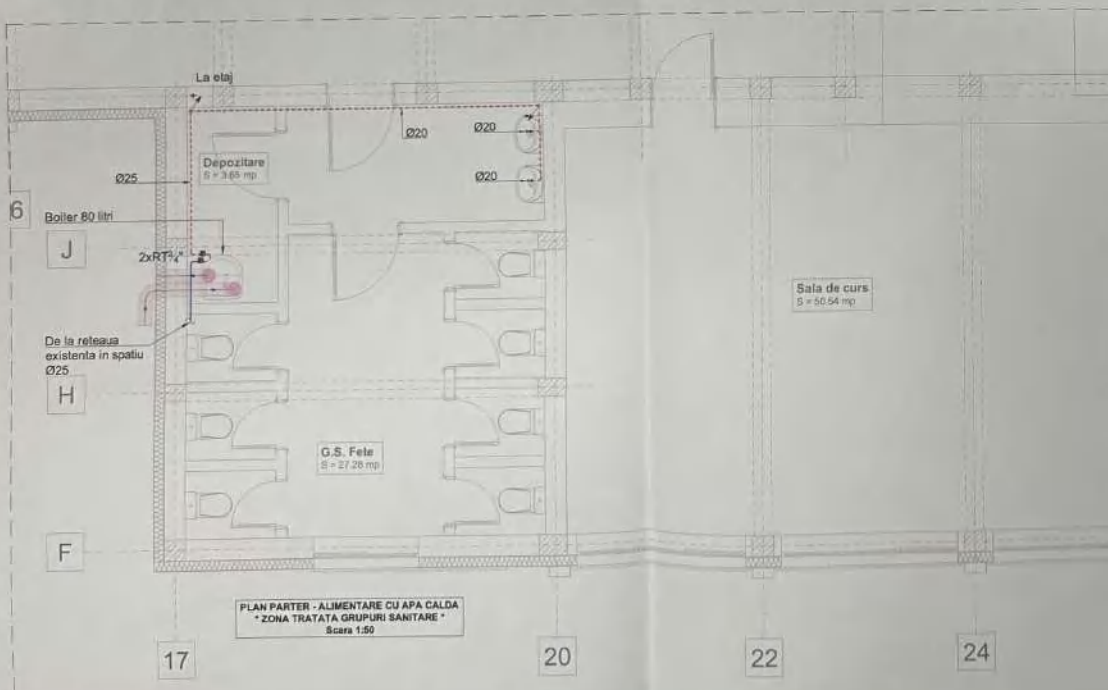 La etaj
Ø20
Ø20
Depozitare
S = 3.65 mp
Ø25
Ø20
6
Boiler 80 litri
J
2xRT¾"
Sala de curs
S = 50.54 mp
De la reteaua
existenta in spatiu
Ø25
H
G.S. Fete
S = 27.28 mp
F
PLAN PARTER - ALIMENTARE CU APA CALDA
* ZONA TRATATA GRUPURI SANITARE *
Scara 1:50
17
20
22
24